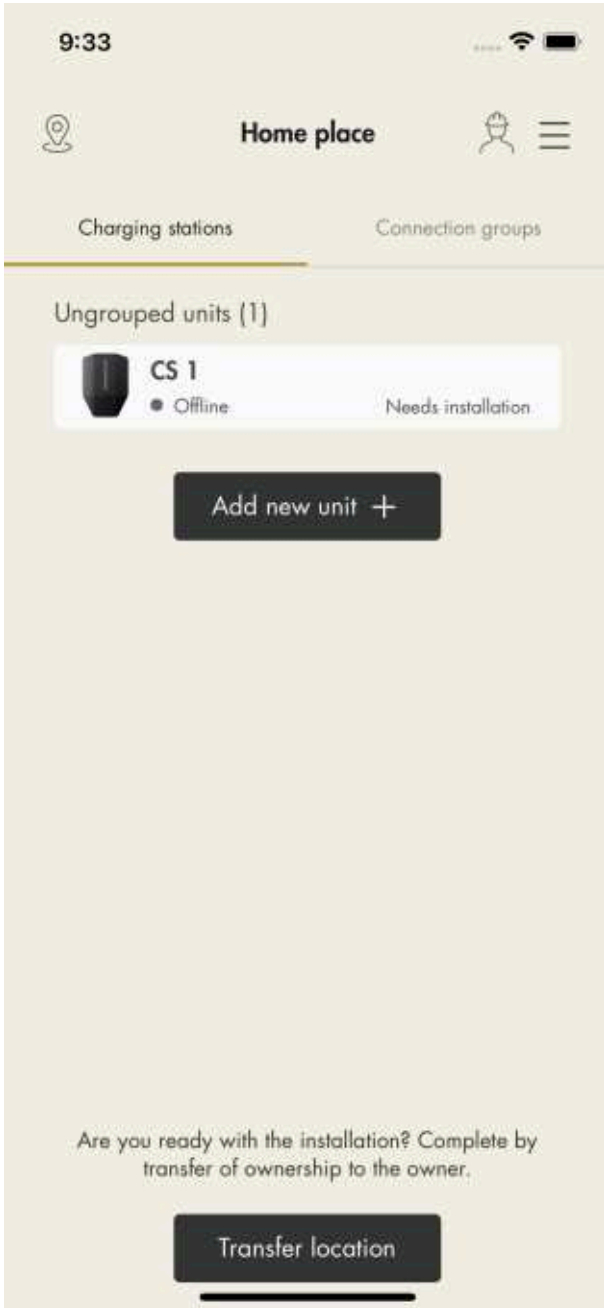 9:33
Home place
Charging stations
Connection groups
Ungrouped units (1)
CS 1
Offline
Needs installation
Add new unit +
Are you ready with the installation? Complete by
transfer of ownership to the owner.
Transfer location